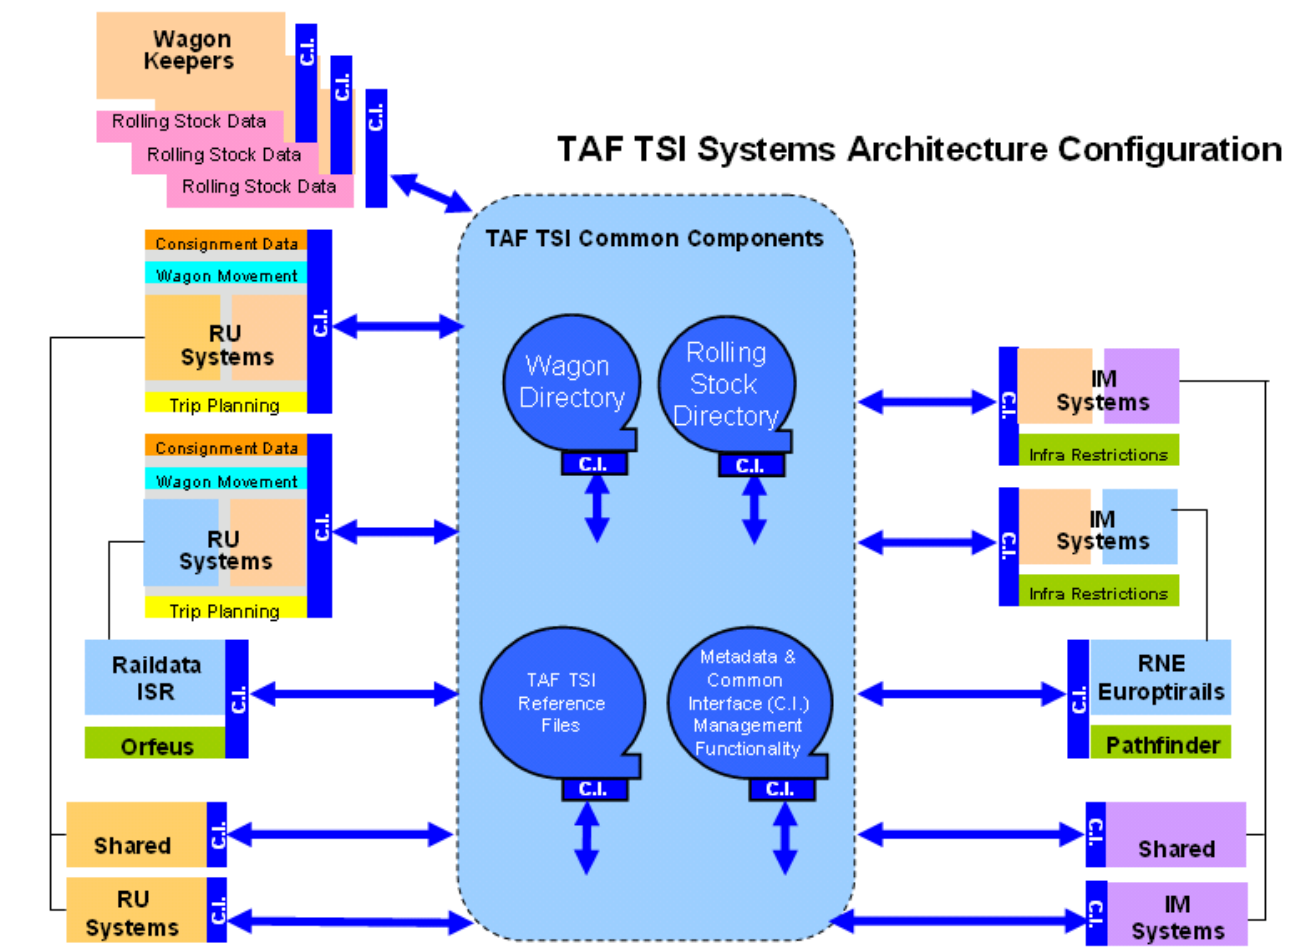 Wagon
Keepers
C.I.
C.I.
C.I.
Rolling Stock Data
Rolling Stock Data
Rolling Stock Data
TAF TSI Systems Architecture Configuration
TAF TSI Common Components
Consignment Data
Wagon Movement
RU
Systems
Trip Planning
C.I.
Consignment Data
Wagon Movement
RU
Systems
Trip Planning
C.I.
Raildata
ISR
Orfeus
C.I.
Shared
C.I.
RU
Systems
C.I.
Wagon
Directory
C.I.
Rolling
Stock
Directory
C.I.
TAF TSI
Reference
Files
C.I.
Metadata &
Common
Interface (C.I.)
Management
Functionality
C.I.
C.I.
IM
Systems
Infra Restrictions
C.I.
IM
Systems
Infra Restrictions
C.I.
RNE
Europtirails
Pathfinder
C.I.
Shared
C.I.
IM
Systems